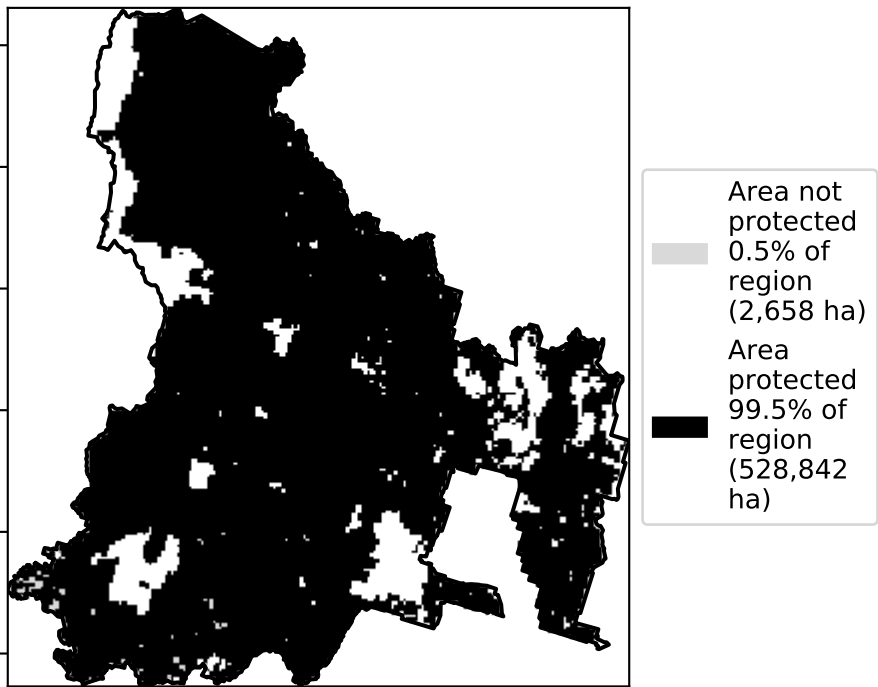 Area not
protected
0.5% of
region
(2,658 ha)
Area
protected
99.5% of
region
(528,842
ha)